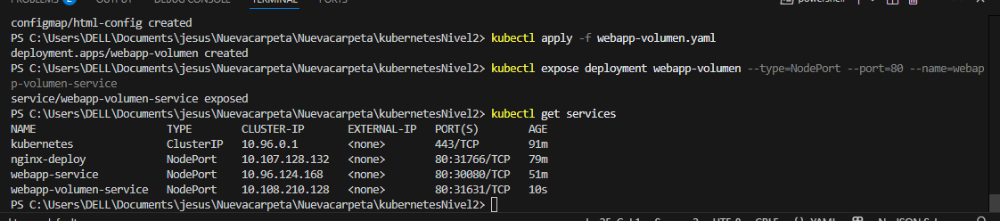 PROBLEMS 2 OUTPUT DEBUG CONSOLE TERMINAL PORTS powershell
configmap/html-config created
PS C:\Users\DELL\Documents\jesus\Nuevacarpeta\Nuevacarpeta\kubernetesNivel2> kubectl apply -f webapp-volumen.yaml
deployment.apps/webapp-volumen created
PS C:\Users\DELL\Documents\jesus\Nuevacarpeta\Nuevacarpeta\kubernetesNivel2> kubectl expose deployment webapp-volumen --type=NodePort --port=80 --name=webap
p-volumen-service
service/webapp-volumen-service exposed
PS C:\Users\DELL\Documents\jesus\Nuevacarpeta\Nuevacarpeta\kubernetesNivel2> kubectl get services
NAME TYPE CLUSTER-IP EXTERNAL-IP PORT(S) AGE
kubernetes ClusterIP 10.96.0.1 <none> 443/TCP 91m
nginx-deploy NodePort 10.107.128.132 <none> 80:31766/TCP 79m
webapp-service NodePort 10.96.124.168 <none> 80:30080/TCP 51m
webapp-volumen-service NodePort 10.108.210.128 <none> 80:31631/TCP 10s
PS C:\Users\DELL\Documents\jesus\Nuevacarpeta\Nuevacarpeta\kubernetesNivel2>